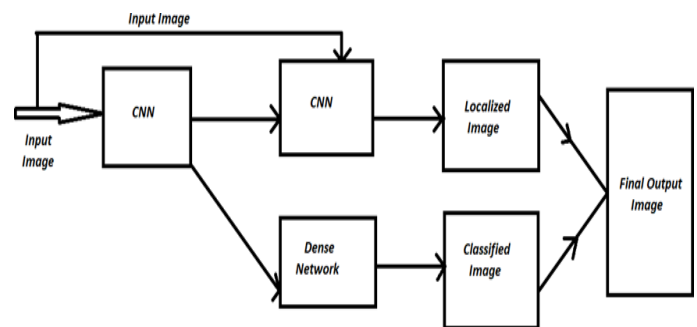 Input Image
CNN
CNN
Localized
Image
Input
Image
Final Output
Image
Dense
Network
Classified
Image